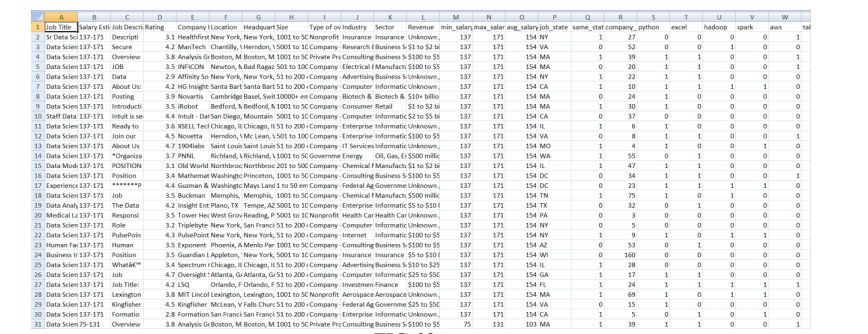 A B C D E F G H I J K L M N O P Q R S T U V W
1 Job Title Salary Esti Job Descri Rating Company Location Headquart Size Type of ov Industry Sector Revenue min_salary max_salar avg_salary job_state same_stat company_ python excel hadoop spark aws tal
2 Sr Data Sci 137-171 Descripti 3.1 Healthfirst New York, New York, 1001 to 50 Nonprofit Insurance Insurance Unknown , 137 171 154 NY 1 27 0 0 0 0 0
3 Data Scien 137-171 Secure 4.2 ManTech Chantilly, Herndon, 5001 to 10 Company - Research & Business S $1 to $2 bi 137 171 154 VA 0 52 0 0 1 0 0
4 Data Scien 137-171 Overview 3.8 Analysis G Boston, M Boston, M 1001 to 50 Private Pra Consulting Business S $100 to $5 137 171 154 MA 1 39 1 1 0 0 1
5 Data Scien 137-171 JOB 3.5 INFICON Newton, M Bad Ragaz 501 to 100 Company - Electrical Manufactu $100 to $5 137 171 154 MA 0 20 1 1 0 0 1
6 Data Scien 137-171 Data 2.9 Affinity So New York, New York, 51 to 200 Company - Advertising Business S Unknown , 137 171 154 NY 1 22 1 1 0 0 0
7 Data Scien 137-171 About Us: 4.2 HG Insight Santa Bart Santa Bart 51 to 200 Company - Computer Informatic Unknown , 137 171 154 CA 1 10 1 1 1 1 0
8 Data Scien 137-171 Posting 3.9 Novartis Cambridge Basel, Swit 10000+ em Company - Biotech & Biotech & $10+ billio 137 171 154 MA 0 24 1 0 0 0 0
9 Data Scien 137-171 Introducti 3.5 iRobot Bedford, M Bedford, M 1001 to 50 Company - Consumer Retail $1 to $2 bi 137 171 154 MA 1 30 1 0 0 0 0
10 Staff Data 137-171 Intuit is se 4.4 Intuit - Dat San Diego, Mountain 5001 to 10 Company - Computer Informatic $2 to $5 bi 137 171 154 CA 0 37 0 0 0 0 0
11 Data Scien 137-171 Ready to 3.6 XSELL Tecl Chicago, IL Chicago, IL 51 to 200 Company - Enterprise Informatic Unknown , 137 171 154 IL 1 6 1 0 0 0 0
12 Data Scien 137-171 Join our 4.5 Novetta Herndon, Mc Lean, 501 to 100 Company - Enterprise Informatic $100 to $5 137 171 154 VA 0 8 1 1 0 0 1
13 Data Scien 137-171 About Us 4.7 1904labs Saint Louis Saint Louis 51 to 200 Company - IT Services Informatic Unknown , 137 171 154 MO 1 4 1 0 0 1 0
14 Data Scien 137-171 *Organiza 3.7 PNNL Richland, Richland, 1001 to 50 Governme Energy Oil, Gas, E $500 millic 137 171 154 WA 1 55 0 1 0 0 0
15 Data Mod 137-171 POSITION 3.1 Old World Northbroo Northbroo 201 to 500 Company - Chemical Manufactu $1 to $2 bi 137 171 154 IL 1 47 1 1 0 0 0
16 Data Scien 137-171 Position 3.4 Mathemat Washingto Princeton, 1001 to 50 Company - Consulting Business S $100 to $5 137 171 154 DC 0 34 1 1 0 0 1
17 Experience 137-171 4.4 Guzman & Washingto Mays Land 1 to 50 em Company - Federal Ag Governme Unknown , 137 171 154 DC 0 23 1 1 1 1 0
18 Data Scien 137-171 Job 3.5 Buckman Memphis, Memphis, 1001 to 50 Company - Chemical Manufactu $500 millic 137 171 154 TN 1 75 1 0 1 0 0
19 Data Analy 137-171 The Data 4.2 Insight Ent Plano, TX Tempe, AZ 5001 to 10 Company - Enterprise Informatic $10+ 137 171 154 TX 0 32 0 1 0 0 0
20 Medical La 137-171 Responsi 3.5 Tower Hea West Grov Reading, P 5001 to 10 Nonprofit Health Car Health Car Unknown , 137 171 154 PA 0 3 0 0 0 0 0
21 Data Scien 137-171 Role 3.2 Triplebyte New York, San Franci 51 to 200 Company - Computer Informatic Unknown , 137 171 154 NY 0 5 0 0 0 0 0
22 Data Scien 137-171 PulsePoin 4.3 PulsePoint New York, New York, 51 to 200 Company - Internet Informatic $100 to $5 137 171 154 NY 1 9 1 0 1 1 0
23 Human Fac 137-171 Human 3.5 Exponent Phoenix, A Menlo Par 1001 to 50 Company - Consulting Business S $100 to $5 137 171 154 AZ 0 53 0 1 0 0 0
24 Business Ir 137-171 Position 3.5 Guardian L Appleton, New York, 5001 to 10 Company - Insurance Insurance $5 to $10 137 171 154 WI 0 160 0 0 0 0 0
25 Data Scien 137-171 Whatâ€™ 3.4 Spectrum Chicago, IL Chicago, IL 51 to 200 Company - Advertising Business S $10 to $25 137 171 154 IL 1 28 0 0 0 0 0
26 Data Scien 137-171 Job 4.7 Oversight Atlanta, Ga Atlanta, Ga 51 to 200 Company - Computer Informatic $25 to $50 137 171 154 GA 1 17 1 1 0 0 0
27 Data Scien 137-171 Job Title: 4.2 LSQ Orlando, F Orlando, F 51 to 200 Company - Investmen Finance $100 to $5 137 171 154 FL 1 24 1 1 1 1 1
28 Data Scien 137-171 Lexington 3.8 MIT Lincol Lexington, Lexington, 1001 to 50 Nonprofit Aerospace Aerospace Unknown , 137 171 154 MA 1 69 1 0 1 1 0
29 Data Scien 137-171 Kingfisher 4.5 Kingfisher McLean, V Falls Churc 51 to 200 Company - Federal Ag Governme $25 to $50 137 171 154 VA 0 15 1 0 0 0 0
30 Data Scien 137-171 Formatio 2.8 Formation San Franci San Franci 51 to 200 Company - Enterprise Informatic Unknown , 137 171 154 CA 1 5 0 1 0 1 0
31 Data Scien 75-131 Overview 3.8 Analysis G Boston, M Boston, M 1001 to 50 Private Pra Consulting Business S $100 to $5 75 131 103 MA 1 39 1 1 0 0 1